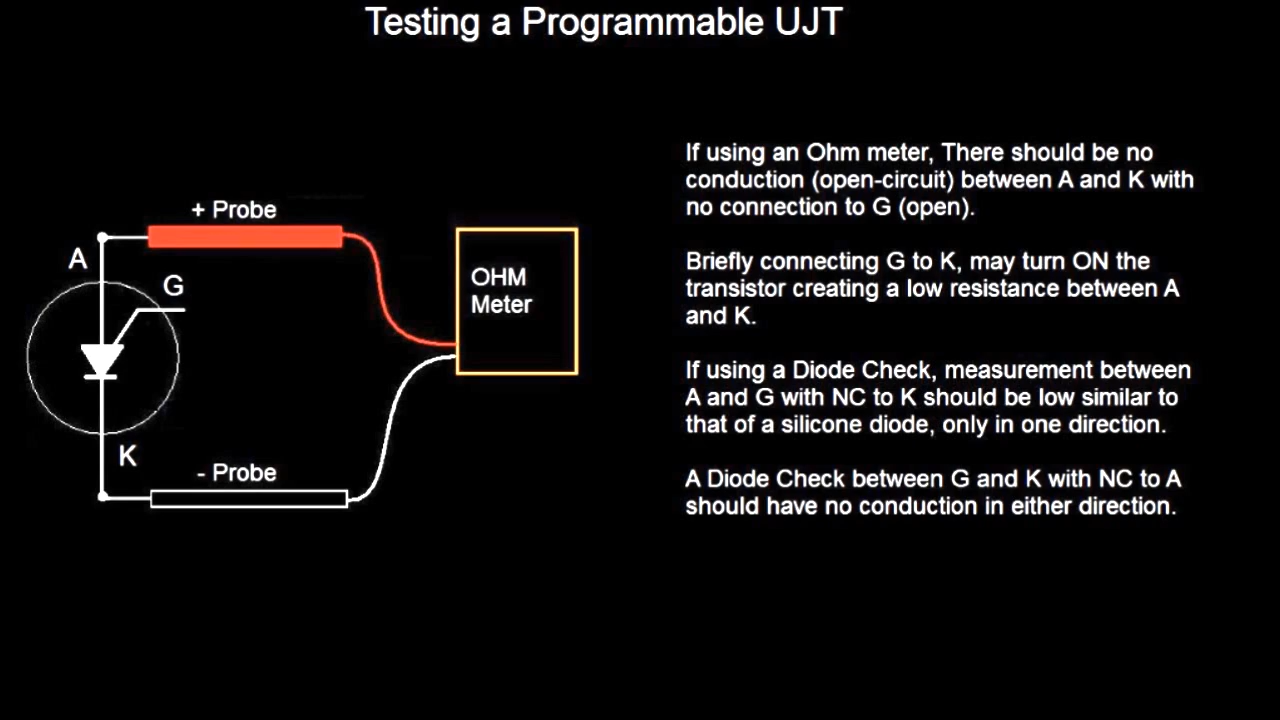 Testing a Programmable UJT
If using an Ohm meter, There should be no
conduction (open-circuit) between A and K with
no connection to G (open).
Briefly connecting G to K, may turn ON the
transistor creating a low resistance between A
and K.
If using a Diode Check, measurement between
A and G with NC to K should be low similar to
that of a silicone diode, only in one direction.
A Diode Check between G and K with NC to A
should have no conduction in either direction.
+ Probe
A
G
OHM
Meter
K
- Probe